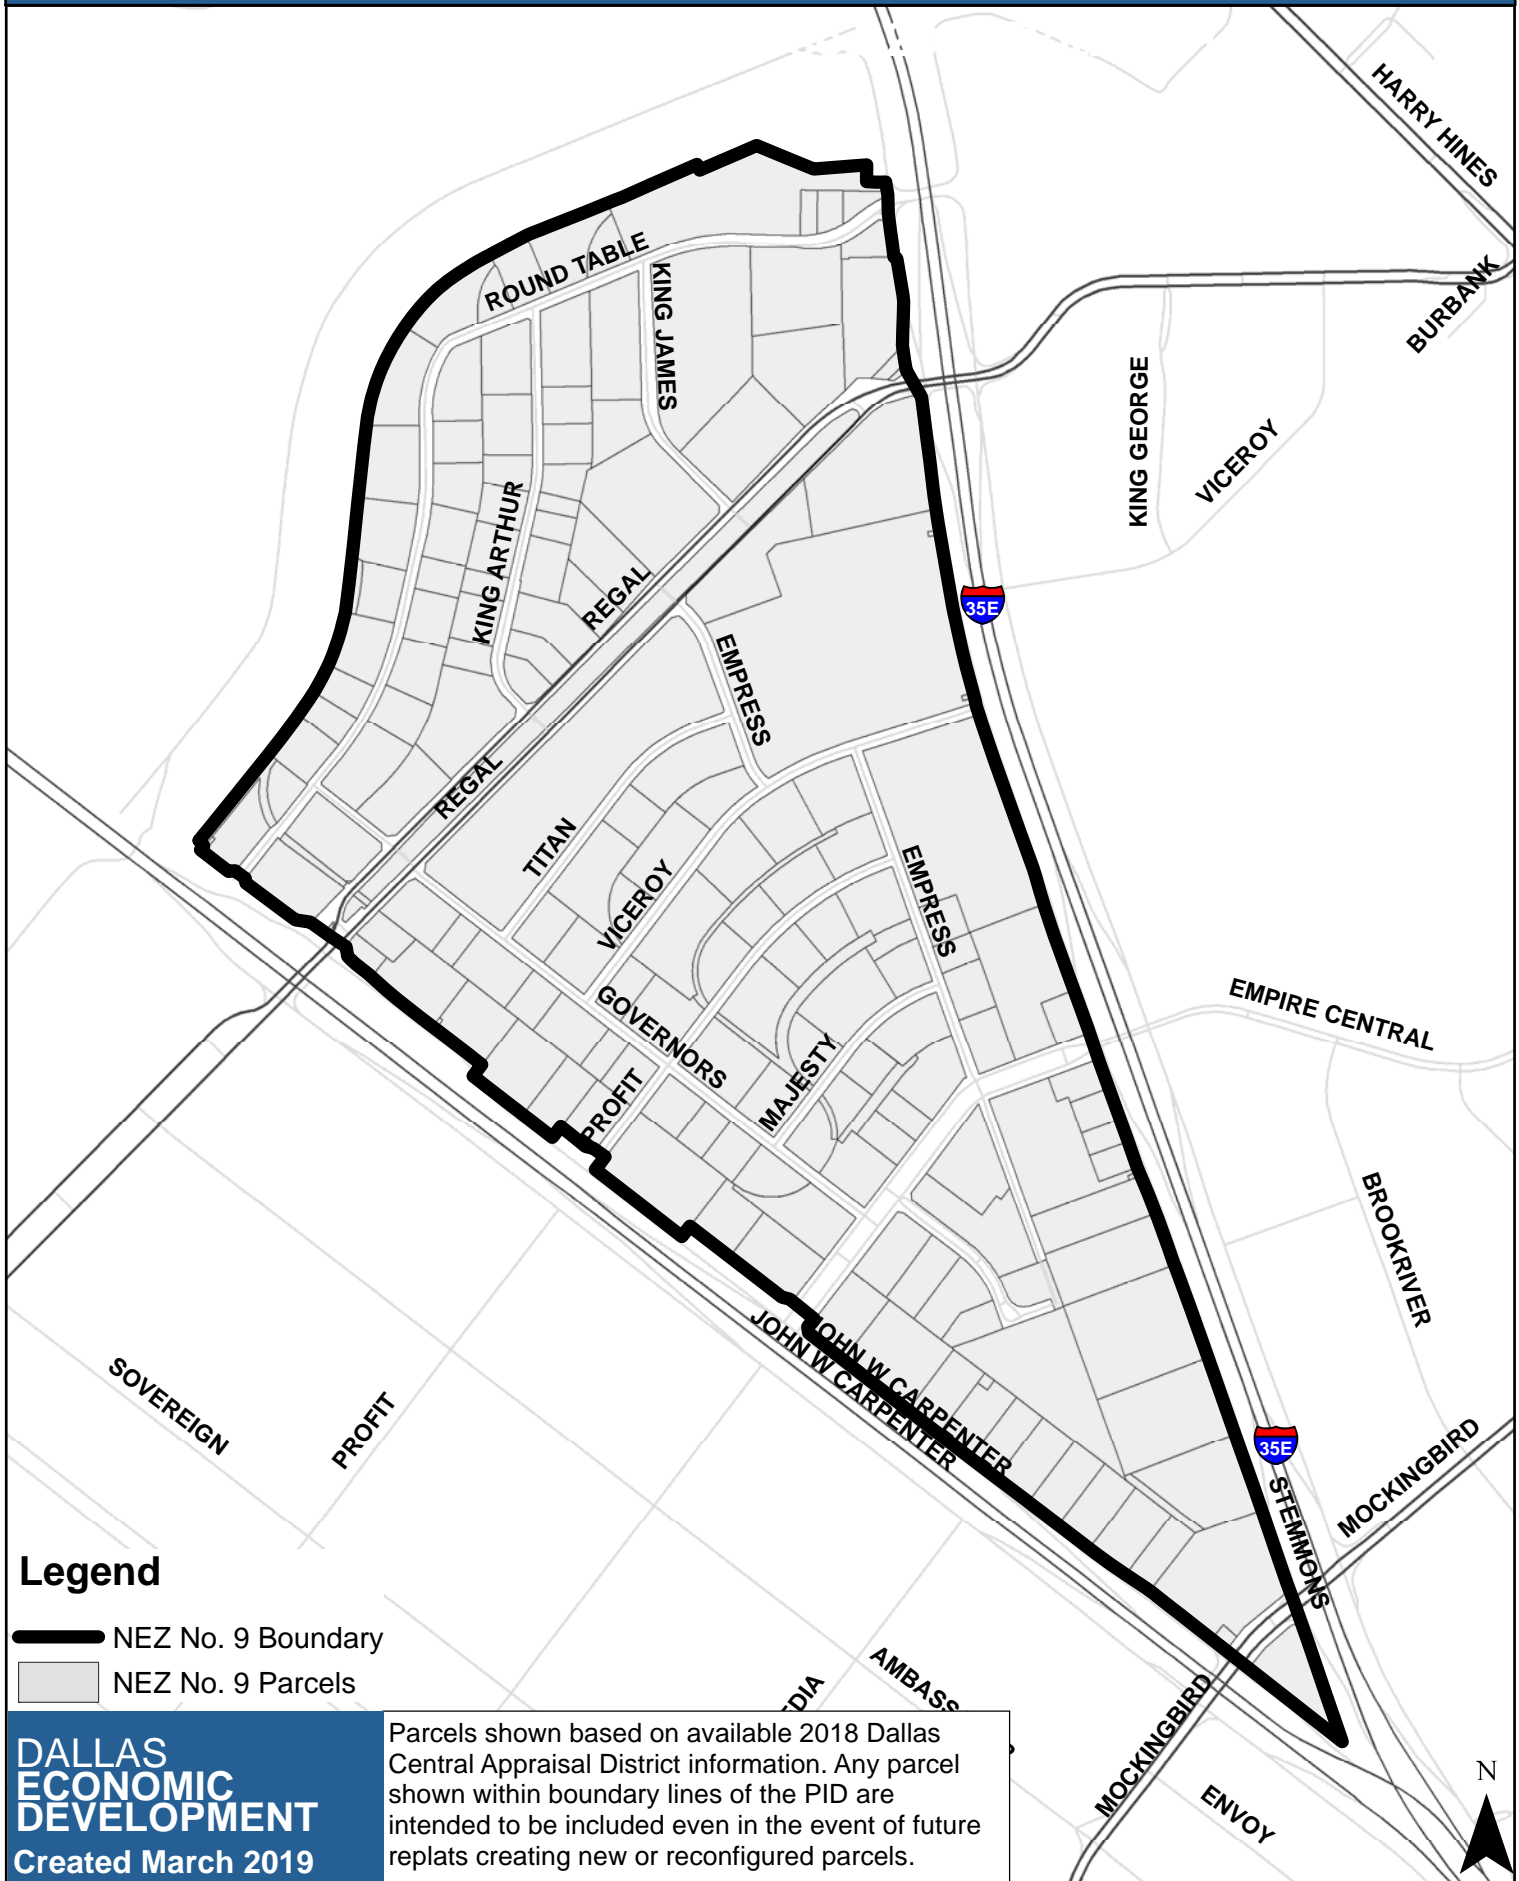 HARRY HINES
BURBANK
ROUND TABLE
KING JAMES
KING GEORGE
VICEROY
KING ARTHUR
REGAL
35E
EMPRESS
REGAL
TITAN
VICEROY
EMPRESS
GOVERNORS
EMPIRE CENTRAL
MAJESTY
PROFIT
BROOKRIVER
JOHN W CARPENTER
JOHN W CARPENTER
SOVEREIGN
PROFIT
35E
STEMMONS
MOCKINGBIRD
Legend
NEZ No. 9 Boundary
NEZ No. 9 Parcels
AMBASS
EDIA
MOCKINGBIRD
ENVOY
N
DALLAS
ECONOMIC
DEVELOPMENT
Created March 2019
Parcels shown based on available 2018 Dallas
Central Appraisal District information. Any parcel
shown within boundary lines of the PID are
intended to be included even in the event of future
replats creating new or reconfigured parcels.